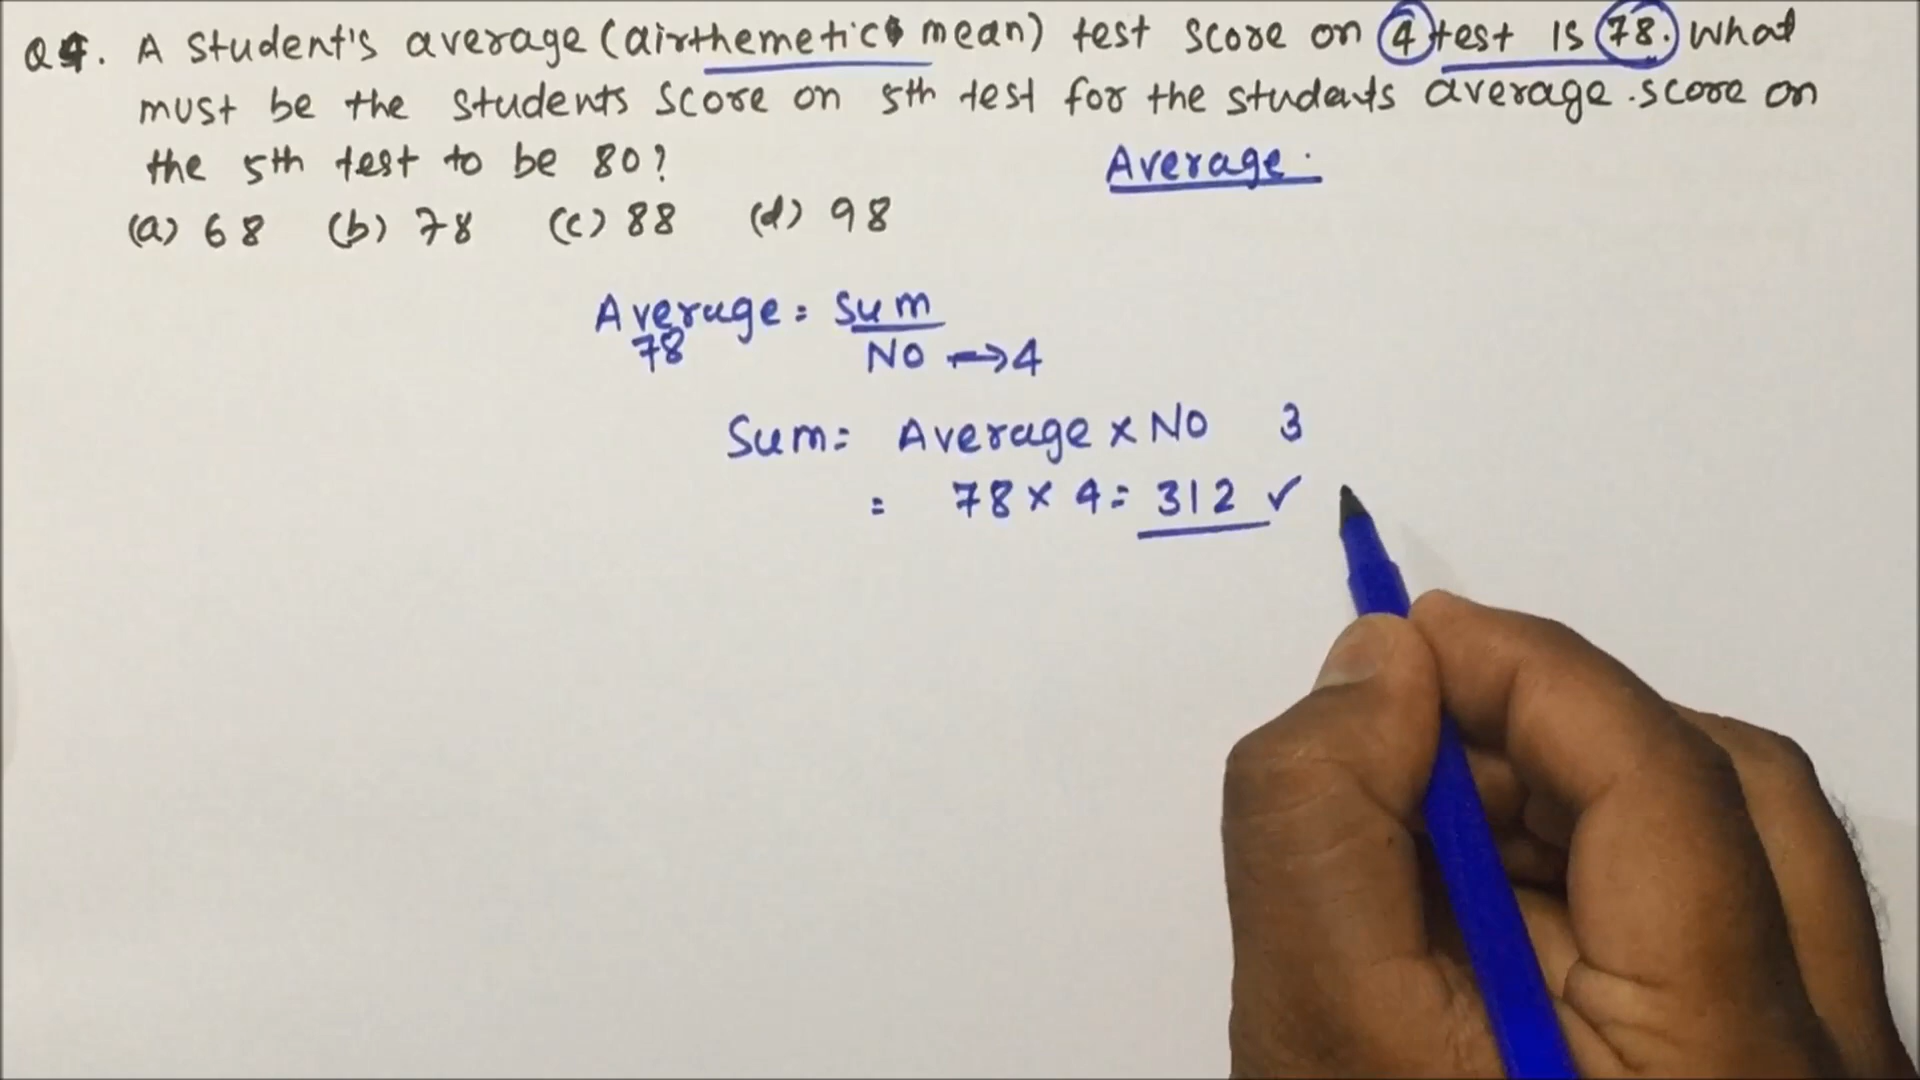 Q4. A student's average (airthemetic mean) test score on 4 test is 78. What
must be the students score on 5th test for the students average score on
the 5th test to be 80?
Average.
(a) 68 (b) 78 (c) 88 (d) 98
Average = Sum
78 NO → 4
Sum = Average × NO 3
= 78 × 4 = 312 ✓